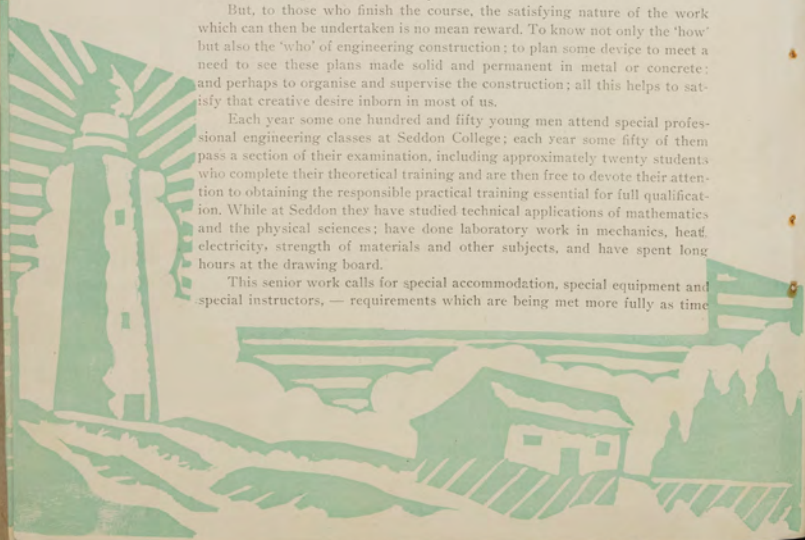 But, to those who finish the course, the satisfying nature of the work
which can then be undertaken is no mean reward. To know not only the 'how'
but also the 'who' of engineering construction; to plan some device to meet a
need to see these plans made solid and permanent in metal or concrete:
and perhaps to organise and supervise the construction; all this helps to sat-
isfy that creative desire inborn in most of us.
Each year some one hundred and fifty young men attend special profes-
sional engineering classes at Seddon College; each year some fifty of them
pass a section of their examination, including approximately twenty students
who complete their theoretical training and are then free to devote their atten-
tion to obtaining the responsible practical training essential for full qualificat-
ion. While at Seddon they have studied technical applications of mathematics
and the physical sciences; have done laboratory work in mechanics, heat,
electricity, strength of materials and other subjects, and have spent long
hours at the drawing board.
This senior work calls for special accommodation, special equipment and
special instructors, — requirements which are being met more fully as time